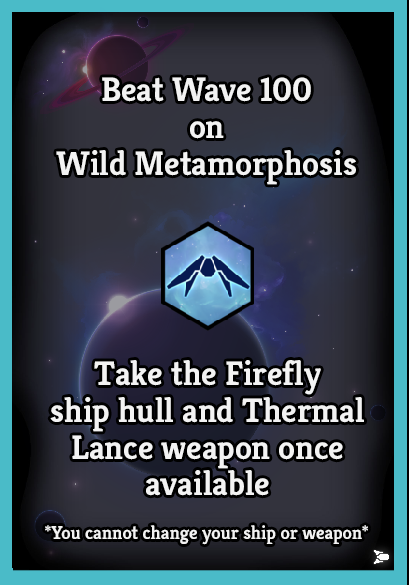 Beat Wave 100
on
Wild Metamorphosis
Take the Firefly
ship hull and Thermal
Lance weapon once
available
*You cannot change your ship or weapon*